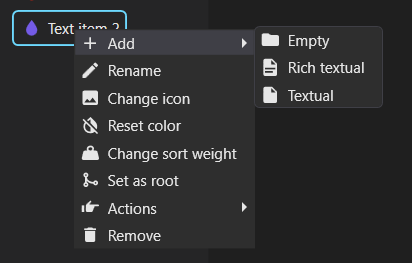 Text item 2
Add
Rename
Change icon
Reset color
Change sort weight
Set as root
Actions
Remove
Empty
Rich textual
Textual